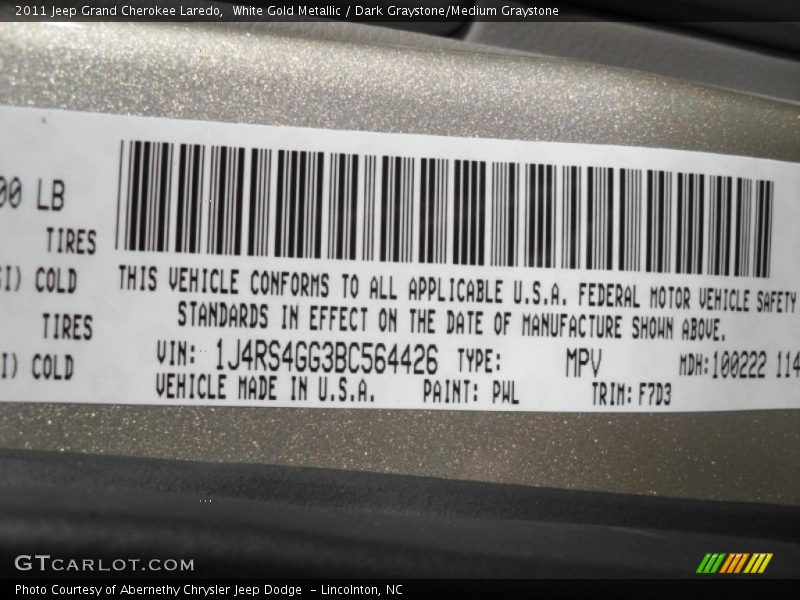 2011 Jeep Grand Cherokee Laredo,  White Gold Metallic / Dark Graystone/Medium Graystone
00 LB
TIRES
SI) COLD
TIRES
I) COLD
THIS VEHICLE CONFORMS TO ALL APPLICABLE U.S.A. FEDERAL MOTOR VEHICLE SAFETY
STANDARDS IN EFFECT ON THE DATE OF MANUFACTURE SHOWN ABOVE.
VIN: 1J4RS4GG3BC564426 TYPE: MPV MDH:100222 114
VEHICLE MADE IN U.S.A. PAINT: PWL TRIM: F7D3
GTCARLOT.COM
Photo Courtesy of Abernethy Chrysler Jeep Dodge  - Lincolnton, NC